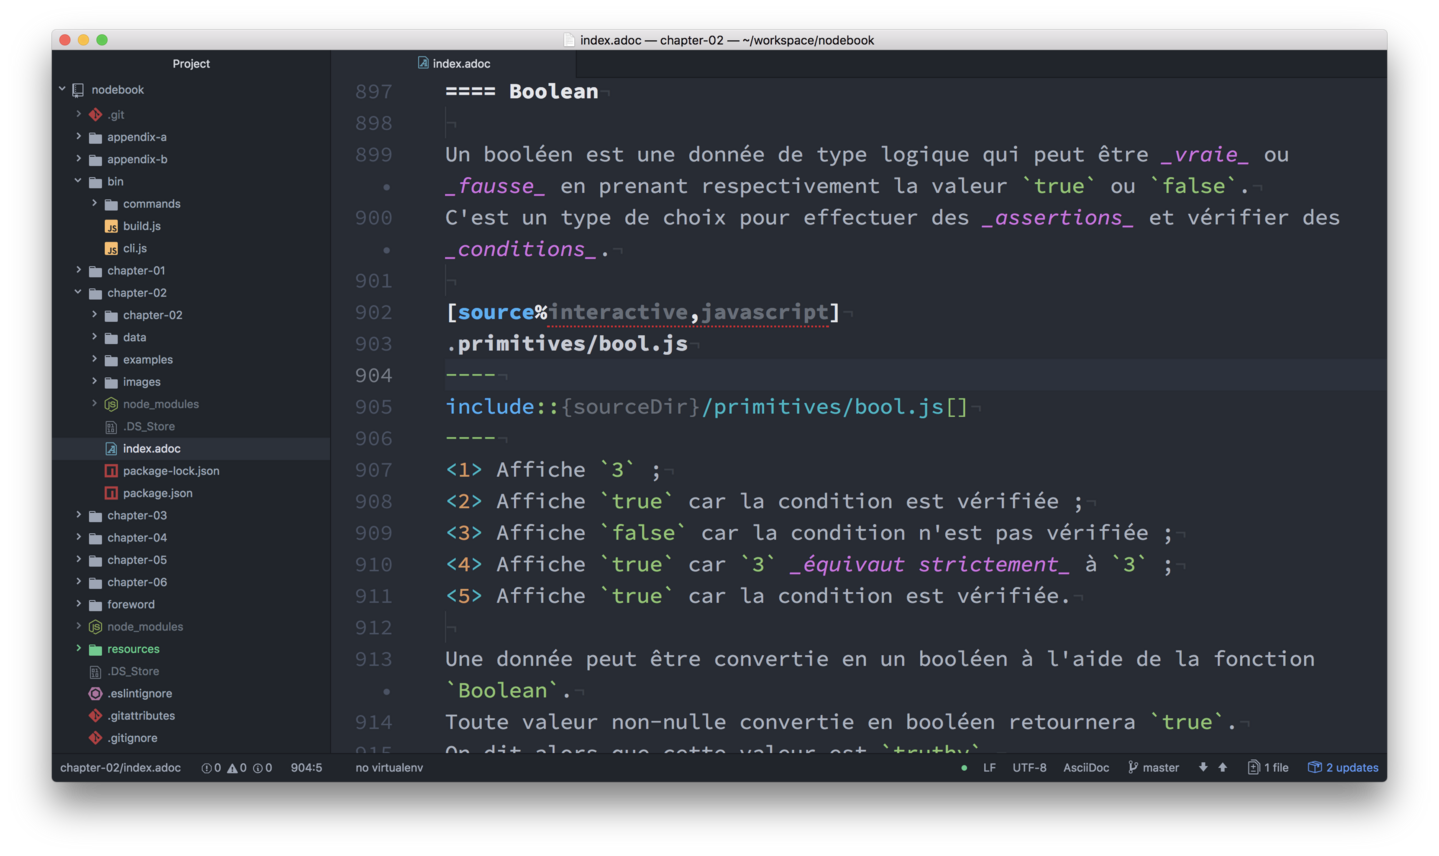 index.adoc — chapter-02 — ~/workspace/nodebook
Project
nodebook
.git
appendix-a
appendix-b
bin
commands
build.js
cli.js
chapter-01
chapter-02
chapter-02
data
examples
images
node_modules
.DS_Store
index.adoc
package-lock.json
package.json
chapter-03
chapter-04
chapter-05
chapter-06
foreword
node_modules
resources
.DS_Store
.eslintignore
.gitattributes
.gitignore
index.adoc
897 ==== Boolean¬
898 ¬
899 Un booléen est une donnée de type logique qui peut être _vraie_ ou
• _fausse_ en prenant respectivement la valeur `true` ou `false`.¬
900 C'est un type de choix pour effectuer des _assertions_ et vérifier des
• _conditions_.¬
901 ¬
902 [source%interactive,javascript]¬
903 .primitives/bool.js¬
904 ----¬
905 include::{sourceDir}/primitives/bool.js[]¬
906 ----¬
907 <1> Affiche `3` ;¬
908 <2> Affiche `true` car la condition est vérifiée ;¬
909 <3> Affiche `false` car la condition n'est pas vérifiée ;¬
910 <4> Affiche `true` car `3` _équivaut strictement_ à `3` ;¬
911 <5> Affiche `true` car la condition est vérifiée.¬
912 ¬
913 Une donnée peut être convertie en un booléen à l'aide de la fonction
• `Boolean`.¬
914 Toute valeur non-nulle convertie en booléen retournera `true`.¬
915 On dit alors que cette valeur est `truthy`
chapter-02/index.adoc 0 0 0 904:5 no virtualenv LF UTF-8 AsciiDoc master 1 file 2 updates